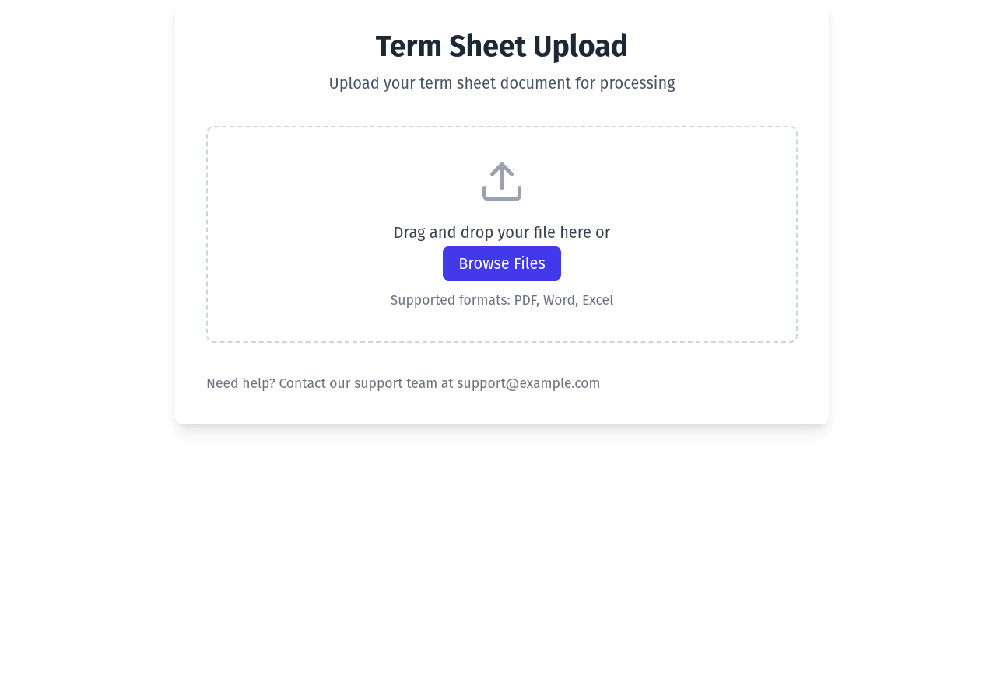 Term Sheet Upload
Upload your term sheet document for processing
Drag and drop your file here or
Browse Files
Supported formats: PDF, Word, Excel
Need help? Contact our support team at support@example.com